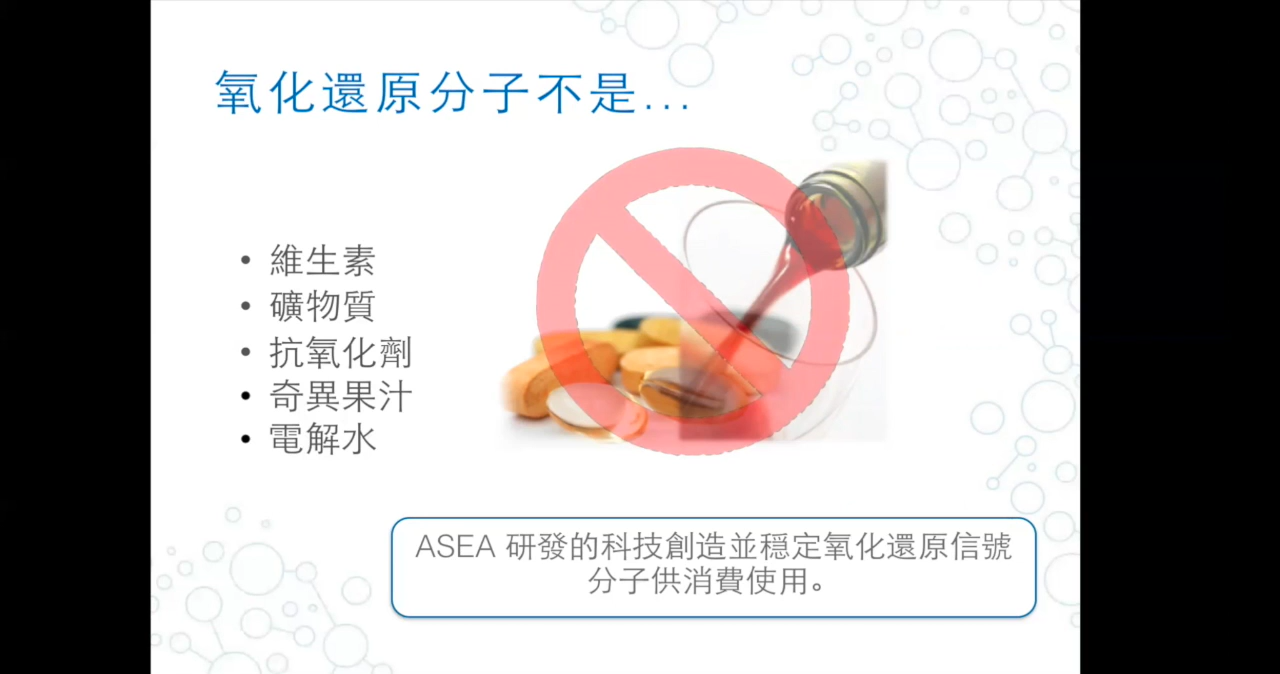 氧化還原分子不是...
• 維生素
• 礦物質
• 抗氧化劑
• 奇異果汁
• 電解水
ASEA 研發的科技創造並穩定氧化還原信號
分子供消費使用。